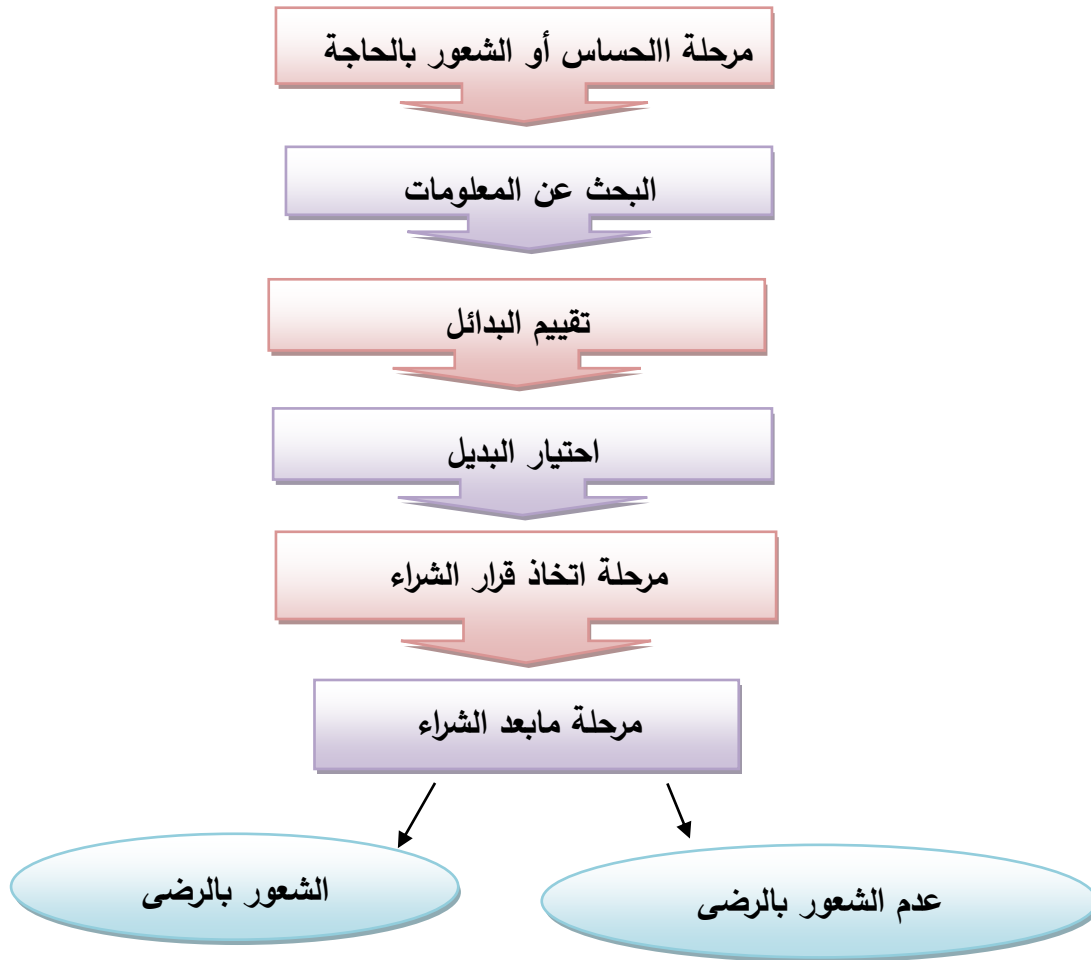 مرحلة االحساس أو الشعور بالحاجة
البحث عن المعلومات
تقييم البدائل
احتيار البديل
مرحلة اتخاذ قرار الشراء
مرحلة مابعد الشراء
الشعور بالرضى
عدم الشعور بالرضى